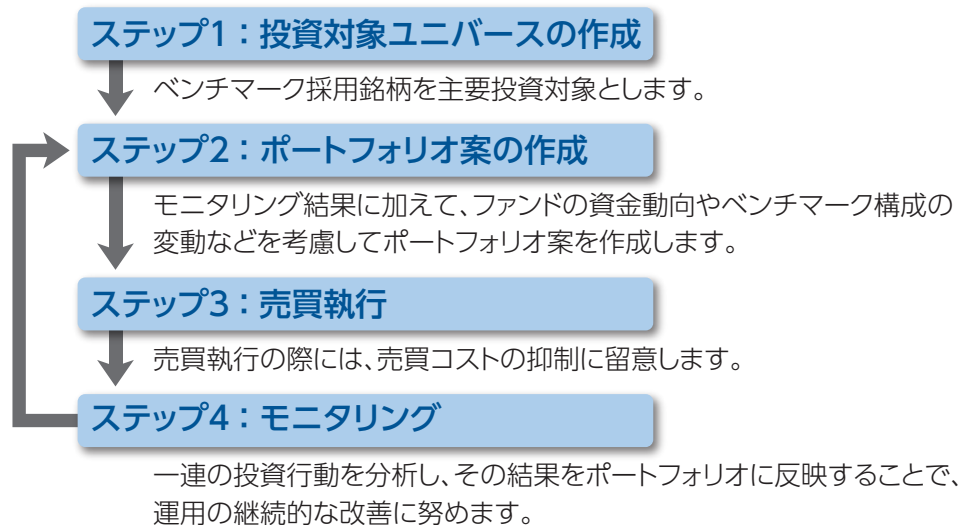 ステップ1：投資対象ユニバースの作成
ベンチマーク採用銘柄を主要投資対象とします。
ステップ2：ポートフォリオ案の作成
モニタリング結果に加えて、ファンドの資金動向やベンチマーク構成の
変動などを考慮してポートフォリオ案を作成します。
ステップ3：売買執行
売買執行の際には、売買コストの抑制に留意します。
ステップ4：モニタリング
一連の投資行動を分析し、その結果をポートフォリオに反映することで、
運用の継続的な改善に努めます。